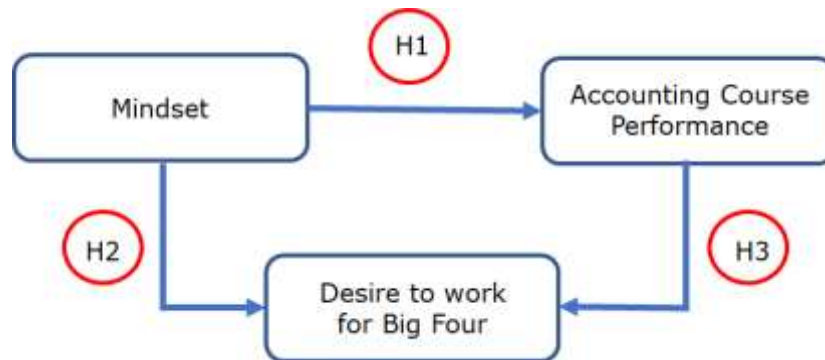 H1
Mindset
Accounting Course
Performance
H2
H3
Desire to work
for Big Four